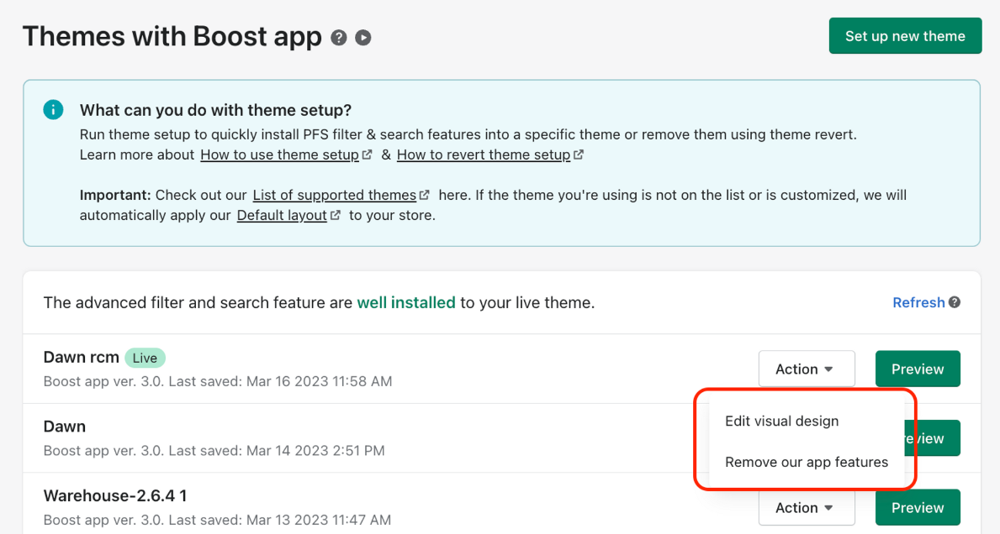 Themes with Boost app
Set up new theme
What can you do with theme setup?
Run theme setup to quickly install PFS filter & search features into a specific theme or remove them using theme revert.
Learn more about How to use theme setup & How to revert theme setup
Important: Check out our List of supported themes here. If the theme you're using is not on the list or is customized, we will
automatically apply our Default layout to your store.
The advanced filter and search feature are well installed to your live theme.
Refresh
Dawn rcm Live
Boost app ver. 3.0. Last saved: Mar 16 2023 11:58 AM
Action
Preview
Edit visual design
Remove our app features
Dawn
Boost app ver. 3.0. Last saved: Mar 14 2023 2:51 PM
eview
Warehouse-2.6.4 1
Boost app ver. 3.0. Last saved: Mar 13 2023 11:47 AM
Action
Preview